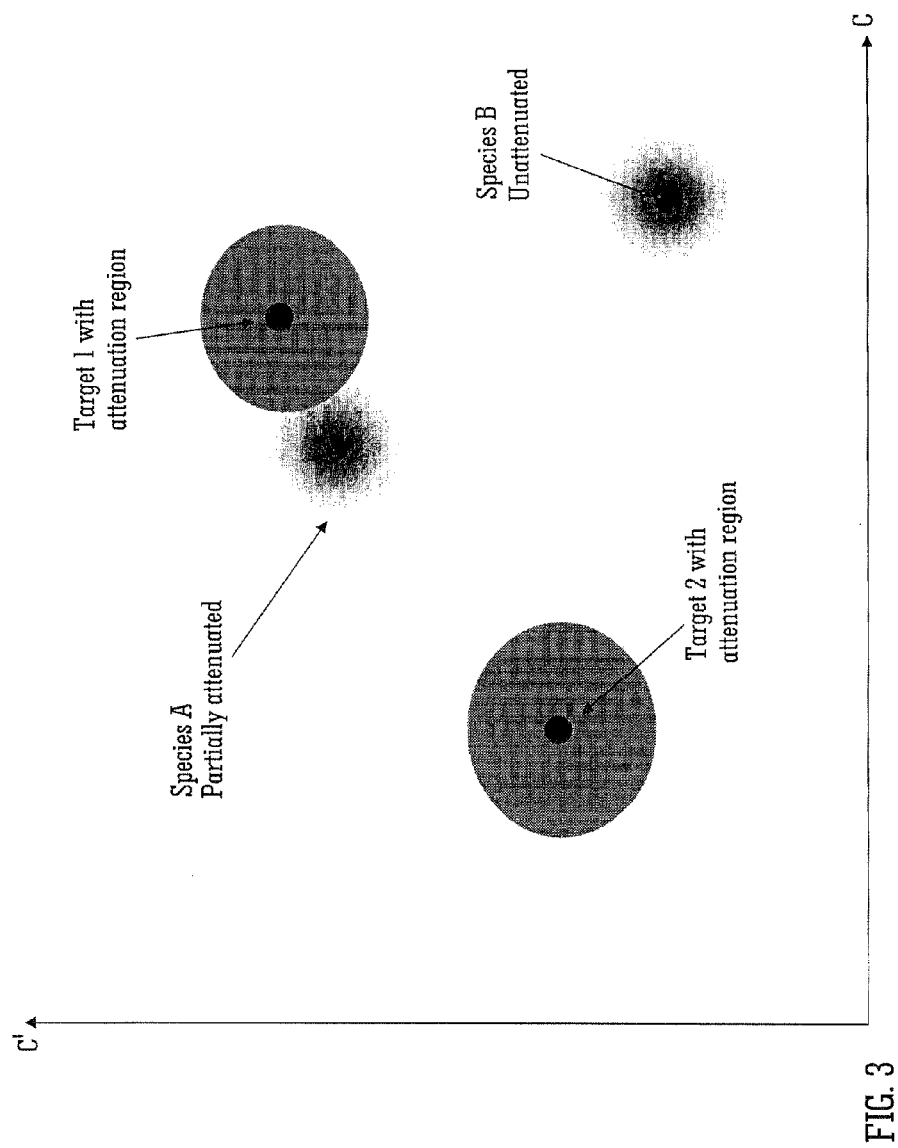 C'
Species A
Partially attenuated
Target 1 with
attenuation region
Species B
Unattenuated
Target 2 with
attenuation region
C
FIG. 3